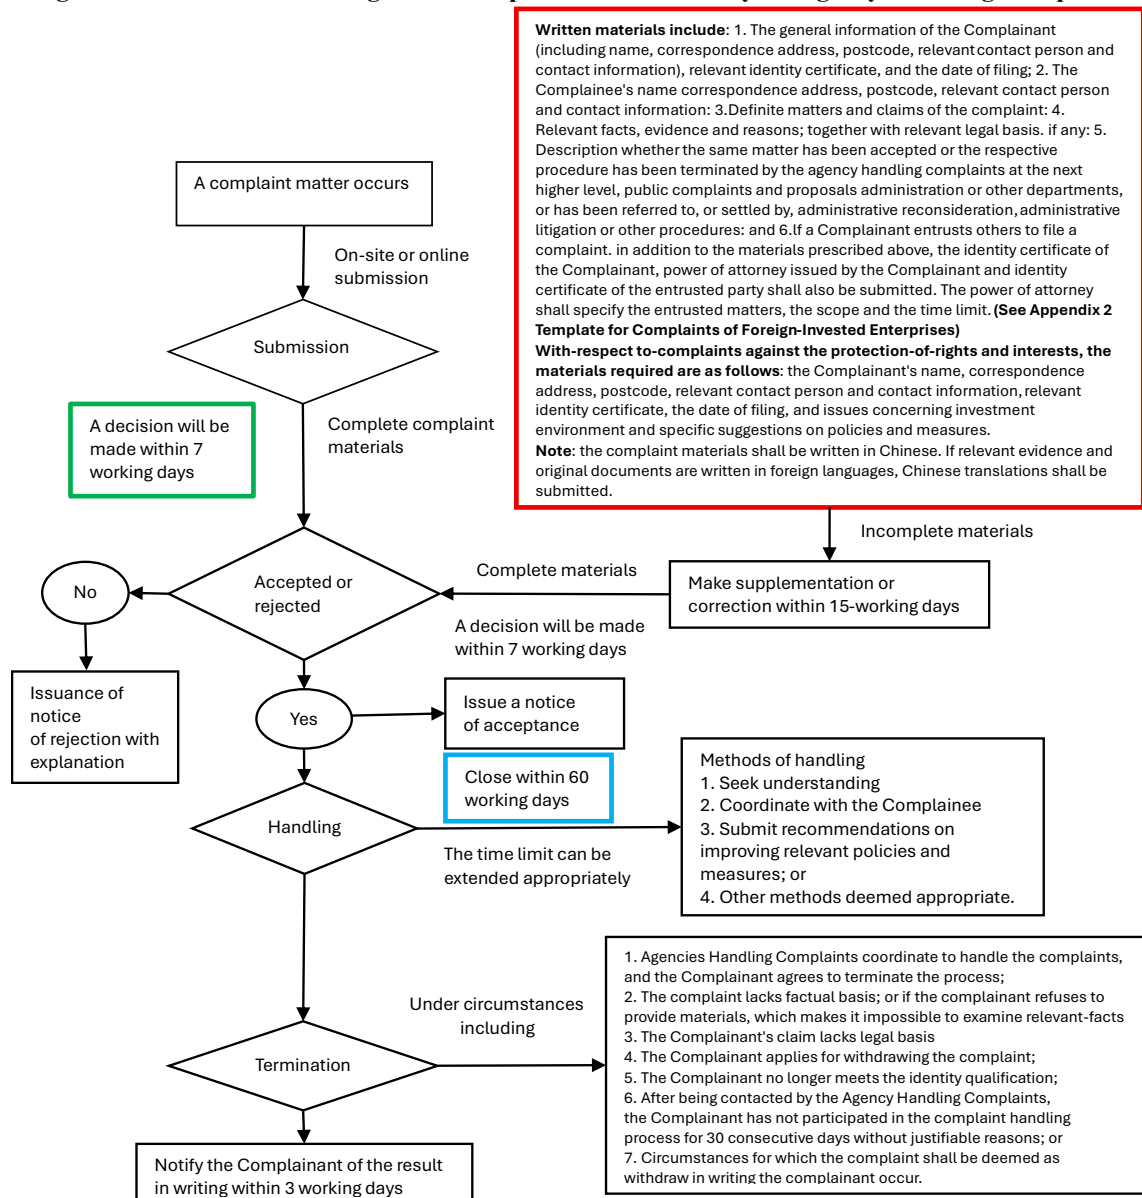 Written materials include: 1. The general information of the Complainant
(including name, correspondence address, postcode, relevant contact person and
contact information), relevant identity certificate, and the date of filing; 2. The
Complainee's name correspondence address, postcode, relevant contact person
and contact information: 3.Definite matters and claims of the complaint: 4.
Relevant facts, evidence and reasons; together with relevant legal basis. if any: 5.
Description whether the same matter has been accepted or the respective
procedure has been terminated by the agency handling complaints at the next
higher level, public complaints and proposals administration or other departments,
or has been referred to, or settled by, administrative reconsideration, administrative
litigation or other procedures: and 6.If a Complainant entrusts others to file a
complaint. in addition to the materials prescribed above, the identity certificate of
the Complainant, power of attorney issued by the Complainant and identity
certificate of the entrusted party shall also be submitted. The power of attorney
shall specify the entrusted matters, the scope and the time limit. (See Appendix 2
Template for Complaints of Foreign-Invested Enterprises)
With-respect to-complaints against the protection-of-rights and interests, the
materials required are as follows: the Complainant's name, correspondence
address, postcode, relevant contact person and contact information, relevant
identity certificate, the date of filing, and issues concerning investment
environment and specific suggestions on policies and measures.
Note: the complaint materials shall be written in Chinese. If relevant evidence and
original documents are written in foreign languages, Chinese translations shall be
submitted.
A complaint matter occurs
On-site or online
submission
Submission
A decision will be
made within 7
working days
Complete complaint
materials
Incomplete materials
Make supplementation or
correction within 15-working days
Complete materials
A decision will be made
within 7 working days
Accepted or
rejected
No
Issuance of
notice
of rejection with
explanation
Yes
Issue a notice
of acceptance
Close within 60
working days
Handling
The time limit can be
extended appropriately
Methods of handling
1. Seek understanding
2. Coordinate with the Complainee
3. Submit recommendations on
improving relevant policies and
measures; or
4. Other methods deemed appropriate.
Under circumstances
including
Termination
1. Agencies Handling Complaints coordinate to handle the complaints,
and the Complainant agrees to terminate the process;
2. The complaint lacks factual basis; or if the complainant refuses to
provide materials, which makes it impossible to examine relevant-facts
3. The Complainant's claim lacks legal basis
4. The Complainant applies for withdrawing the complaint;
5. The Complainant no longer meets the identity qualification;
6. After being contacted by the Agency Handling Complaints,
the Complainant has not participated in the complaint handling
process for 30 consecutive days without justifiable reasons; or
7. Circumstances for which the complaint shall be deemed as
withdraw in writing the complainant occur.
Notify the Complainant of the result
in writing within 3 working days